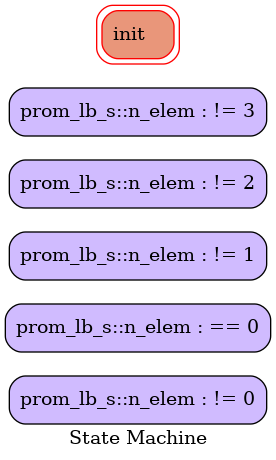 init
prom_lb_s::n_elem : != 3
prom_lb_s::n_elem : != 2
prom_lb_s::n_elem : != 1
prom_lb_s::n_elem : == 0
prom_lb_s::n_elem : != 0
State Machine